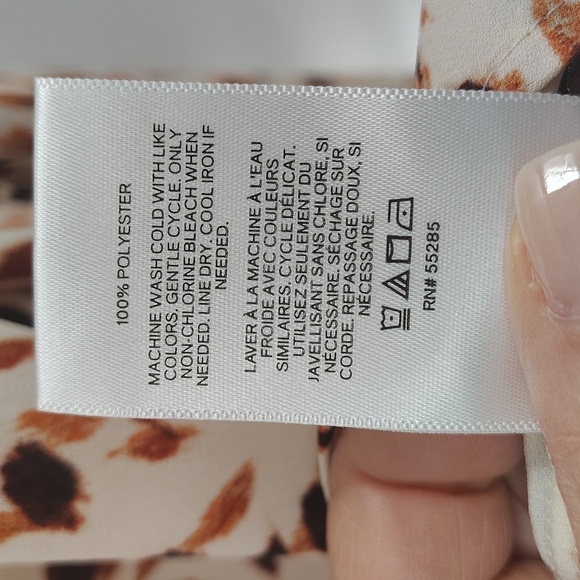 100% POLYESTER
MACHINE WASH COLD WITH LIKE
COLORS. GENTLE CYCLE. ONLY
NON-CHLORINE BLEACH WHEN
NEEDED. LINE DRY. COOL IRON IF
NEEDED.
LAVER À LA MACHINE À L'EAU
FROIDE AVEC COULEURS
SIMILAIRES. CYCLE DÉLICAT.
UTILISEZ SEULEMENT DU
JAVELLISANT SANS CHLORE, SI
NÉCESSAIRE. SÉCHAGE SUR
CORDE. REPASSAGE DOUX, SI
NÉCESSAIRE.
RN# 55285